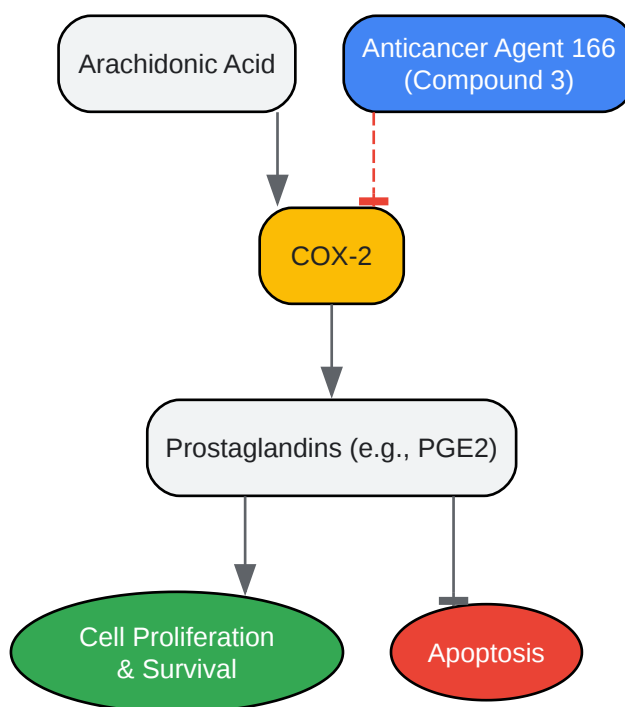 Arachidonic Acid
Anticancer Agent 166
(Compound 3)
COX-2
Prostaglandins (e.g., PGE2)
Cell Proliferation
& Survival
Apoptosis